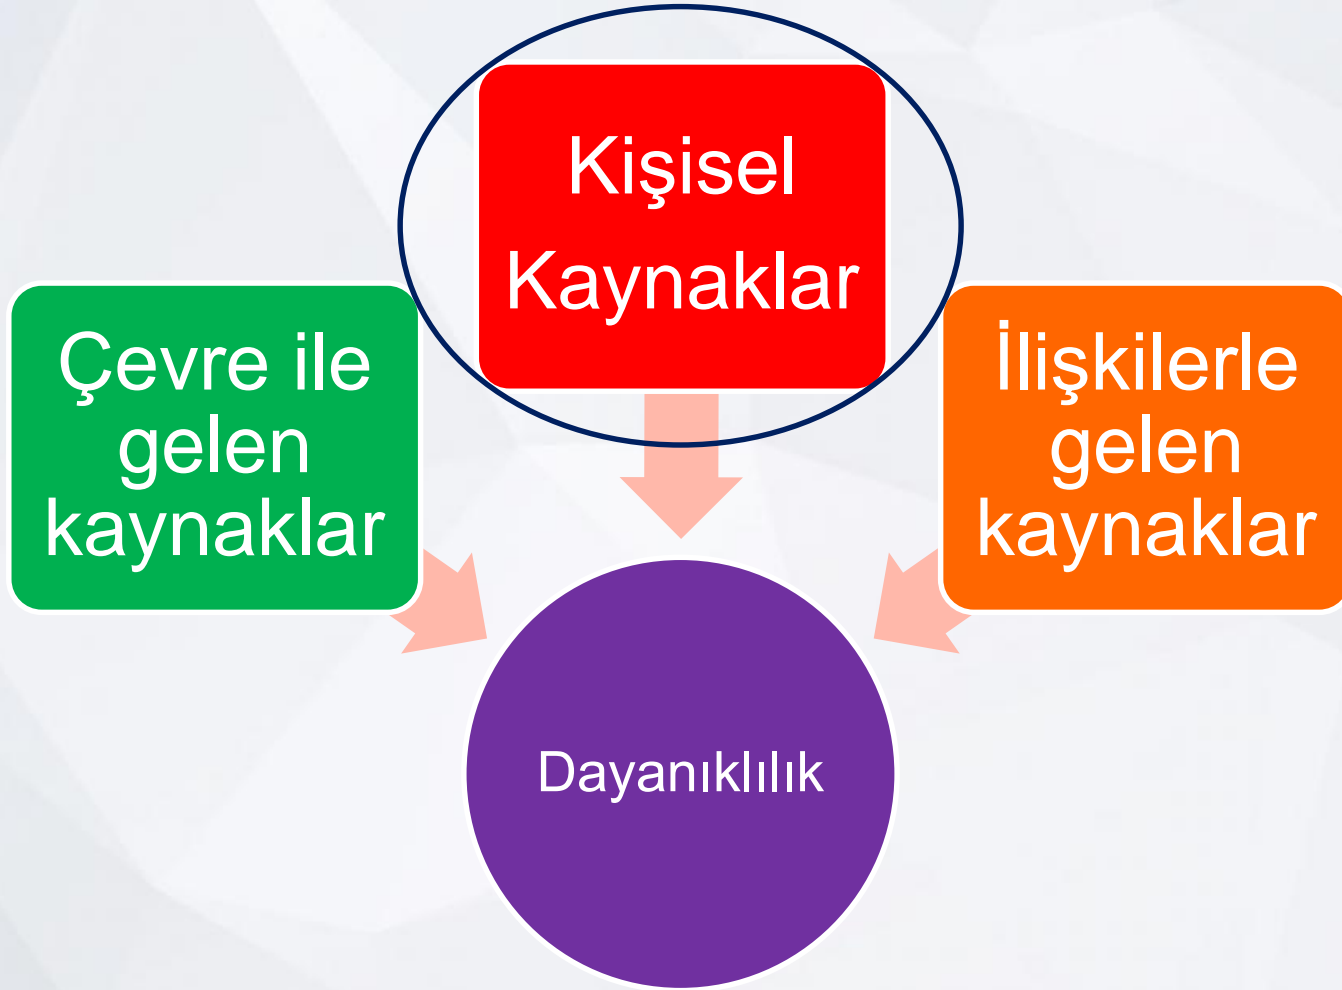 Kişisel
Kaynaklar
Çevre ile
gelen
kaynaklar
İlişkilerle
gelen
kaynaklar
Dayanıklılık